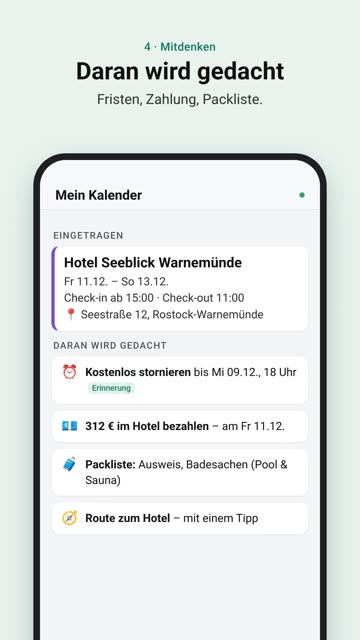 4 · Mitdenken
Daran wird gedacht
Fristen, Zahlung, Packliste.
Mein Kalender
EINGETRAGEN
Hotel Seeblick Warnemünde
Fr 11.12. – So 13.12.
Check-in ab 15:00 · Check-out 11:00
📍 Seestraße 12, Rostock-Warnemünde
DARAN WIRD GEDACHT
⏰ Kostenlos stornieren bis Mi 09.12., 18 Uhr
Erinnerung
💶 312 € im Hotel bezahlen – am Fr 11.12.
🧳 Packliste: Ausweis, Badesachen (Pool &
Sauna)
🧭 Route zum Hotel – mit einem Tipp